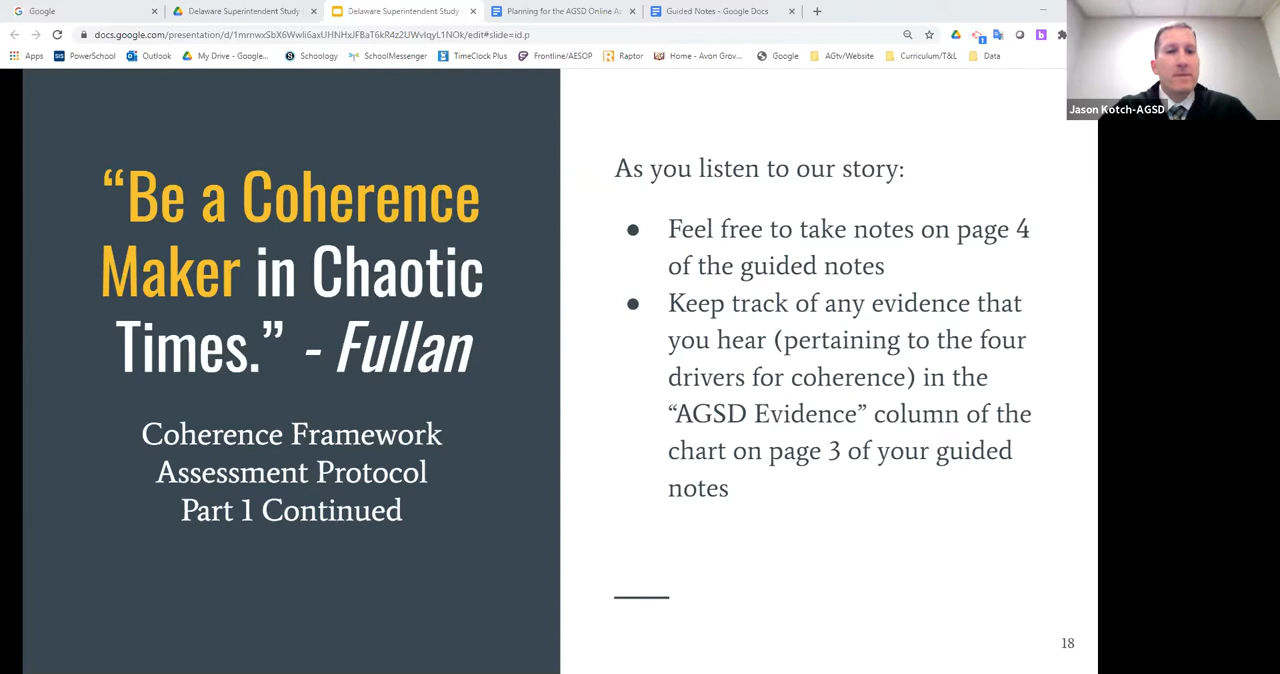 Google
Delaware Superintendent Study
Delaware Superintendent Study
Planning for the AGSD Online Ac
Guided Notes - Google Docs
docs.google.com/presentation/d/1mmwxSbX6Wwli6axUHNHxJFBaT6kR4z2UWvIqyL1NOk/edit#slide=id.p
Apps
PowerSchool
Outlook
My Drive - Google...
Schoology
SchoolMessenger
TimeClock Plus
Frontline/AESOP
Raptor
Home - Avon Grov...
Google
AGtv/Website
Curriculum/T&L
Data
Jason Kotch-AGSD
“Be a Coherence
Maker in Chaotic
Times.” - Fullan
Coherence Framework
Assessment Protocol
Part 1 Continued
As you listen to our story:
● Feel free to take notes on page 4
of the guided notes
● Keep track of any evidence that
you hear (pertaining to the four
drivers for coherence) in the
“AGSD Evidence” column of the
chart on page 3 of your guided
notes
18